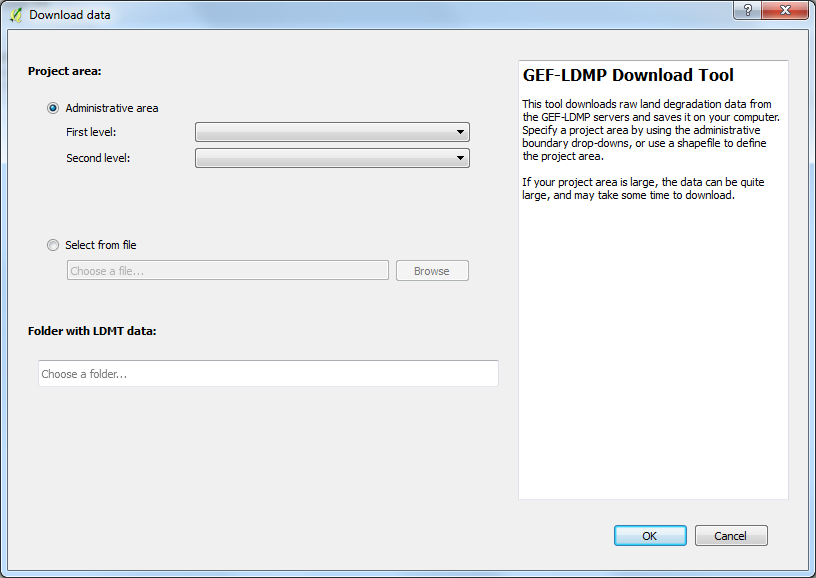 Download data
Project area:
Administrative area
First level:
Second level:
Select from file
Choose a file...
Browse
Folder with LDMT data:
Choose a folder...
GEF-LDMP Download Tool
This tool downloads raw land degradation data from
the GEF-LDMP servers and saves it on your computer.
Specify a project area by using the administrative
boundary drop-downs, or use a shapefile to define
the project area.
If your project area is large, the data can be quite
large, and may take some time to download.
OK
Cancel